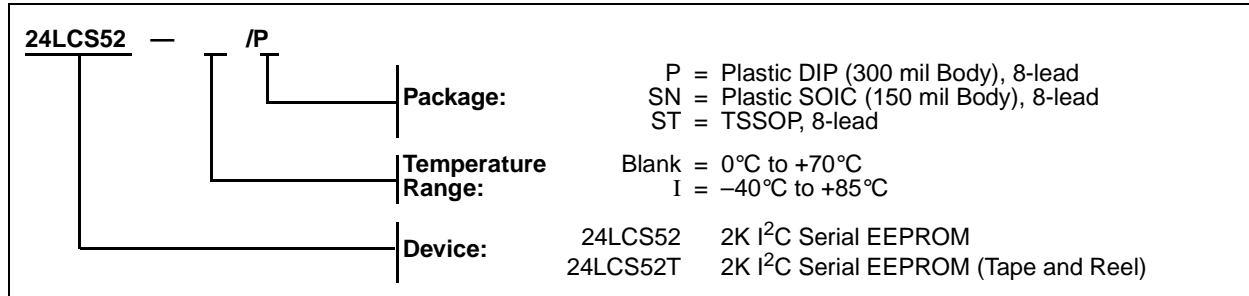 24LCS52 — /P
Package: P = Plastic DIP (300 mil Body), 8-lead
SN = Plastic SOIC (150 mil Body), 8-lead
ST = TSSOP, 8-lead
Temperature Range: Blank = 0°C to +70°C
I = –40°C to +85°C
Device: 24LCS52 2K I²C Serial EEPROM
24LCS52T 2K I²C Serial EEPROM (Tape and Reel)